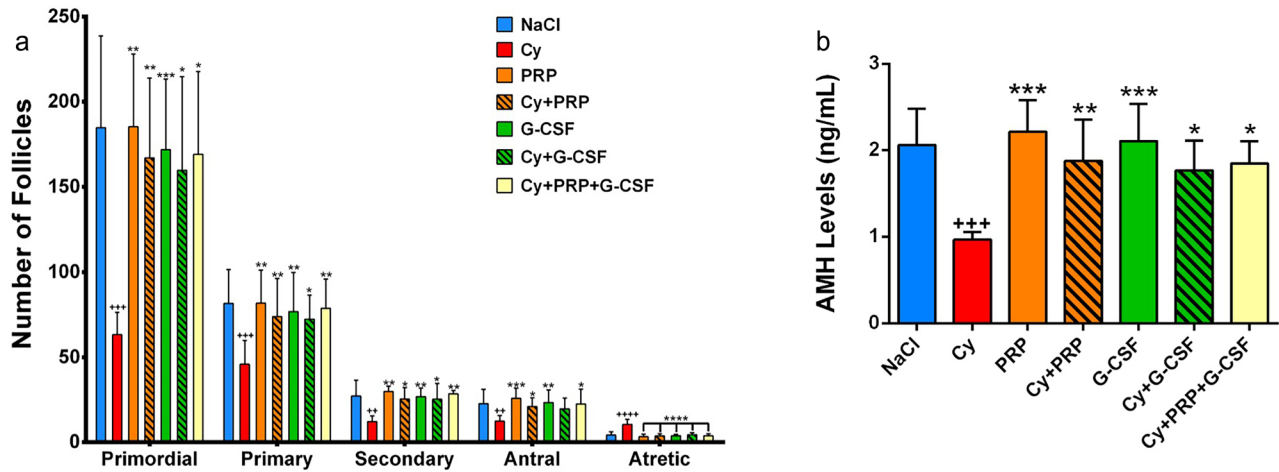 a
Number of Follicles
250
200
150
100
50
0
NaCl
Cy
PRP
Cy+PRP
G-CSF
Cy+G-CSF
Cy+PRP+G-CSF
+++
**
**
***
*
*
+++
**
**
**
*
**
++
**
*
**
*
**
++
***
*
**
*
++++
****
Primordial
Primary
Secondary
Antral
Atretic
b
AMH Levels (ng/mL)
3
2
1
0
+++
***
**
***
*
*
NaCl
Cy
PRP
Cy+PRP
G-CSF
Cy+G-CSF
Cy+PRP+G-CSF